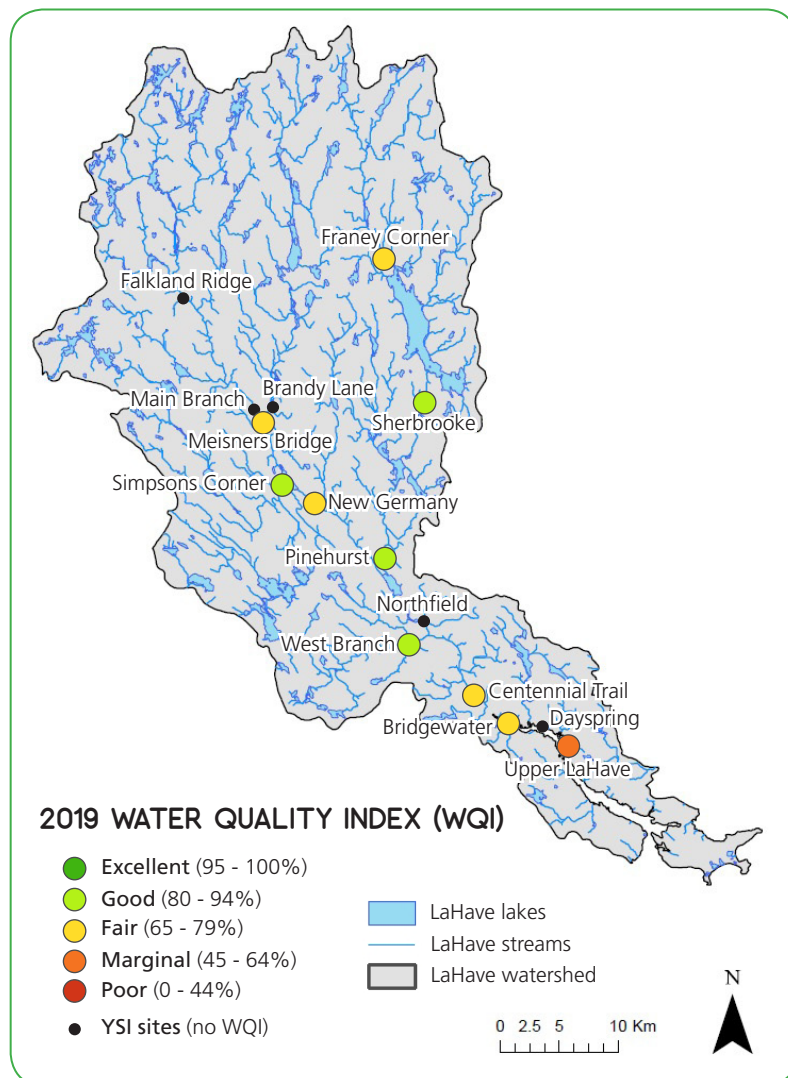 Franey Corner
Falkland Ridge
Brandy Lane
Main Branch
Sherbrooke
Meisners Bridge
Simpsons Corner
New Germany
Pinehurst
Northfield
West Branch
Centennial Trail
Dayspring
Bridgewater
Upper LaHave
2019 WATER QUALITY INDEX (WQI)
Excellent (95 - 100%)
Good (80 - 94%)
Fair (65 - 79%)
Marginal (45 - 64%)
Poor (0 - 44%)
YSI sites (no WQI)
LaHave lakes
LaHave streams
LaHave watershed
N
0 2.5 5 10 Km